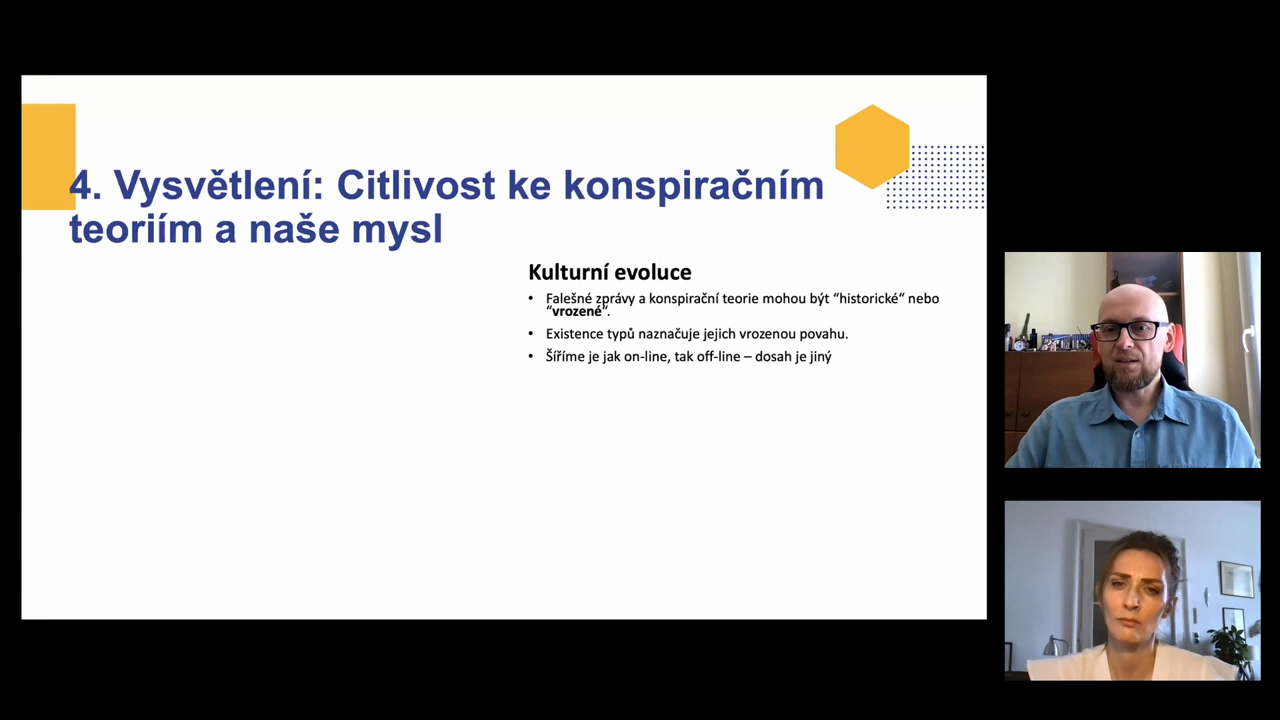 4. Vysvětlení: Citlivost ke konspiračním
teoriím a naše mysl
Kulturní evoluce
• Falešné zprávy a konspirační teorie mohou být “historické“ nebo
“vrozené“.
• Existence typů naznačuje jejich vrozenou povahu.
• Šíříme je jak on-line, tak off-line – dosah je jiný